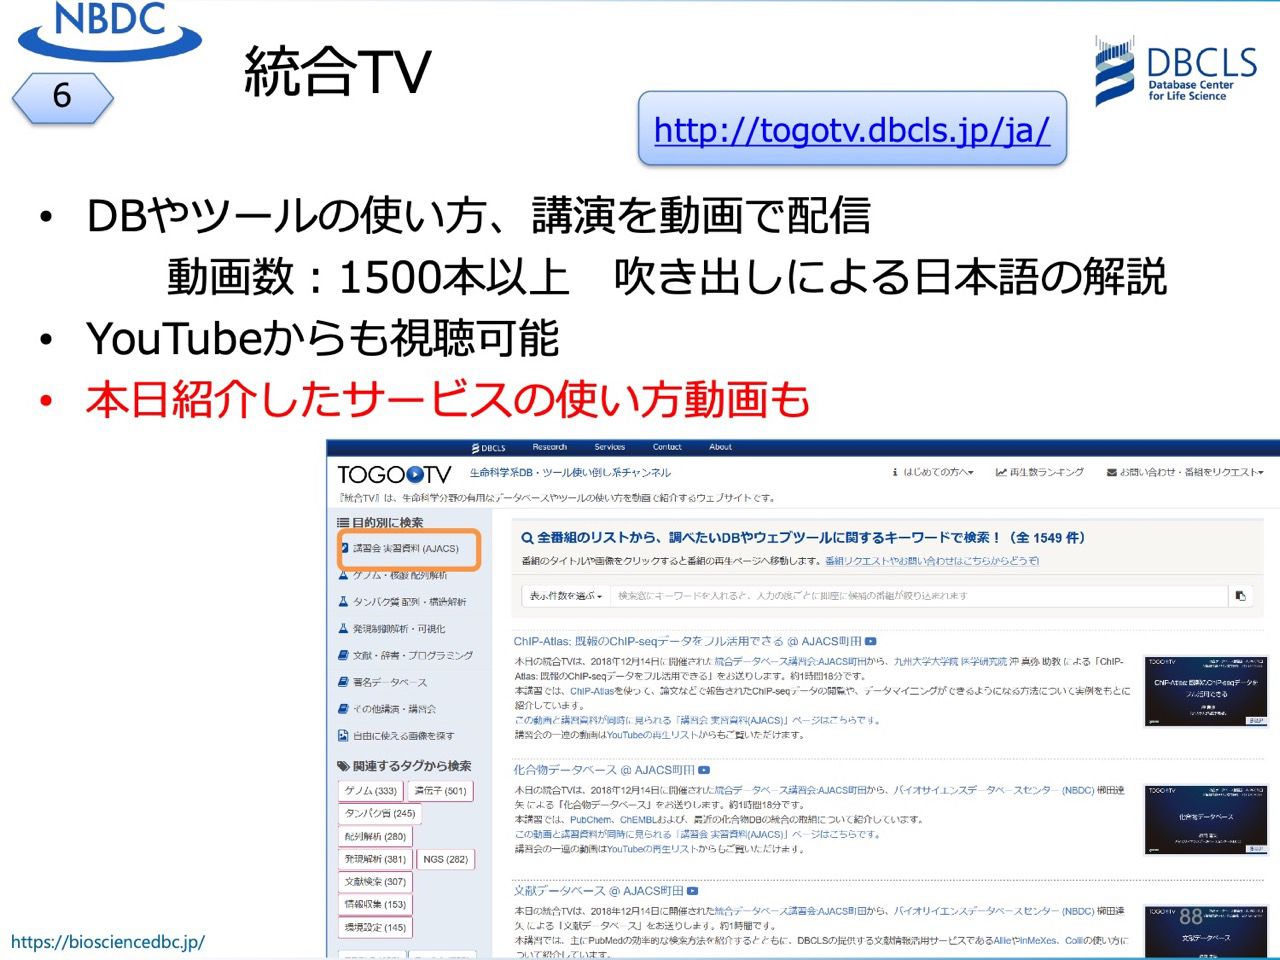 NBDC
6
統合TV
DBCLS
Database Center
for Life Science
http://togotv.dbcls.jp/ja/
• DBやツールの使い方、講演を動画で配信
動画数：1500本以上　吹き出しによる日本語の解説
• YouTubeからも視聴可能
• 本日紹介したサービスの使い方動画も
DBCLS Research Services Contact About
TOGO TV 生命科学系DB・ツール使い倒し系チャンネル
はじめての方へ 再生数ランキング お問い合わせ・番組をリクエスト
『統合TV』は、生命科学分野の有用なデータベースやツールの使い方を動画で紹介するウェブサイトです。
目的別に検索
講習会 実習資料 (AJACS)
ゲノム・核酸 配列解析
タンパク質 配列・構造解析
発現制御解析・可視化
文献・辞書・プログラミング
著名データベース
その他講演・講習会
自由に使える画像を探す
関連するタグから検索
ゲノム (333) 遺伝子 (501)
タンパク質 (245)
配列解析 (280)
発現解析 (381) NGS (282)
文献検索 (307)
情報収集 (153)
環境設定 (145)
全番組のリストから、調べたいDBやウェブツールに関するキーワードで検索！ (全 1549 件)
番組のタイトルや画像をクリックすると番組の再生ページへ移動します。 番組リクエストやお問い合わせはこちらからどうぞ!
表示件数を選ぶ 検索窓にキーワードを入れると、入力の度ごとに即座に候補の番組が絞り込まれます
ChIP-Atlas: 既報のChIP-seqデータをフル活用できる @ AJACS町田
本日の統合TVは、2018年12月14日に開催された 統合データベース講習会:AJACS町田から、九州大学大学院 医学研究院 沖 真弥 助教 による「ChIP-
Atlas: 既報のChIP-seqデータをフル活用できる」をお送りします。約1時間18分です。
本講習では、ChIP-Atlasを使って、論文などで報告されたChIP-seqデータの閲覧や、データマイニングができるようになる方法について実例をもとに
紹介しています。
この動画と講習資料が同時に見られる「講習会 実習資料(AJACS)」ページはこちらです。
講習会の一連の動画はYouTubeの再生リストからもご覧いただけます。
化合物データベース @ AJACS町田
本日の統合TVは、2018年12月14日に開催された統合データベース講習会:AJACS町田から、バイオサイエンスデータベースセンター (NBDC) 櫛田達
矢 による「化合物データベース」をお送りします。約1時間18分です。
本講習では、PubChem、ChEMBLおよび、最近の化合物DBの統合の取組について紹介しています。
この動画と講習資料が同時に見られる「講習会 実習資料(AJACS)」ページはこちらです。
講習会の一連の動画はYouTubeの再生リストからもご覧いただけます。
文献データベース @ AJACS町田
本日の統合TVは、2018年12月14日に開催された統合データベース講習会:AJACS町田から、バイオサイエンスデータベースセンター (NBDC) 櫛田達
矢 による「文献データベース」をお送りします。約1時間です。
本講習では、主にPubMedの効率的な検索方法を紹介するとともに、DBCLSの提供する文献情報活用サービスであるAllieやinMeXes、Colilの使い方に
ついて紹介しています。
TOGOTV
ChIP-Atlas: 既報のChIP-seqデータを
フル活用できる
TOGOTV
化合物データベース
TOGOTV
88
文献データベース
https://biosciencedbc.jp/